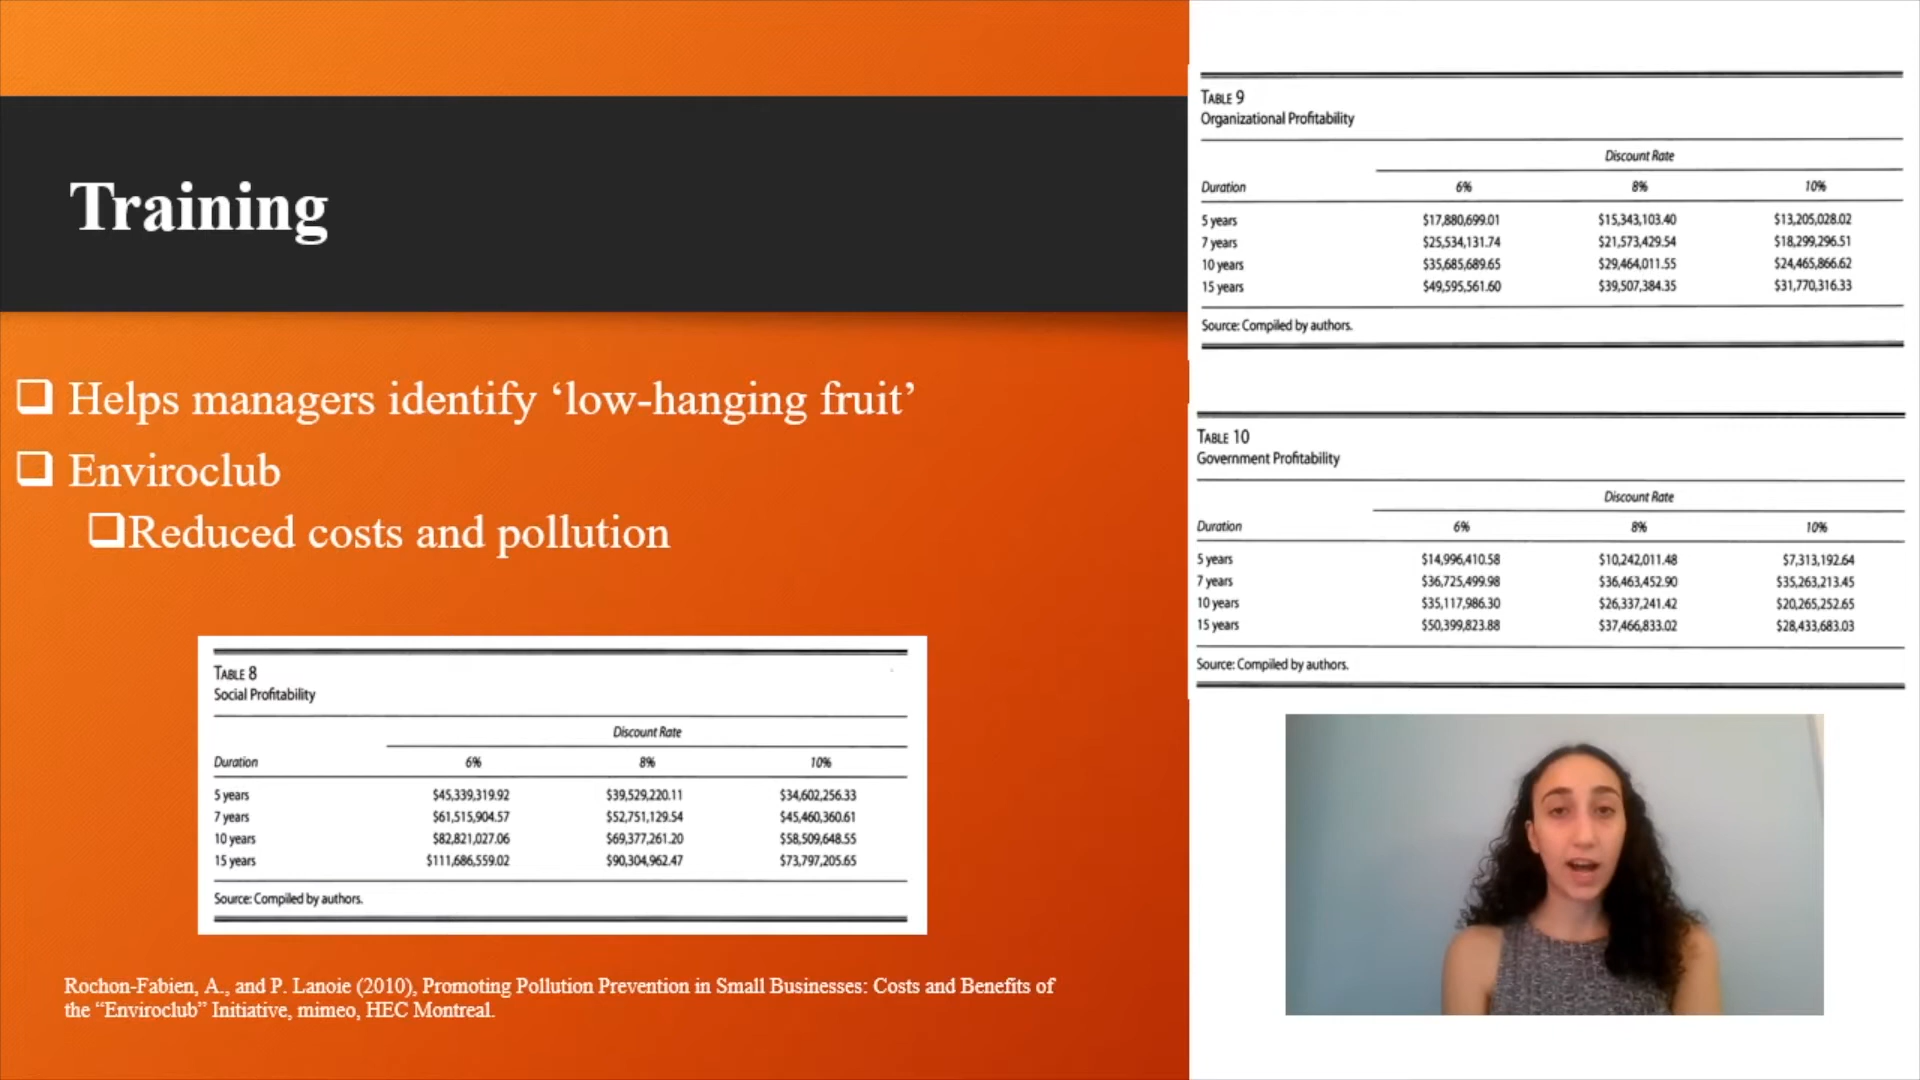 Training
Helps managers identify ‘low-hanging fruit’
Enviroclub
Reduced costs and pollution
TABLE 8
Social Profitability
Discount Rate
Duration 6% 8% 10%
5 years $45,339,319.92 $39,529,220.11 $34,602,256.33
7 years $61,515,904.57 $52,751,129.54 $45,460,360.61
10 years $82,821,027.06 $69,377,261.20 $58,509,648.55
15 years $111,686,559.02 $90,304,962.47 $73,797,205.65
Source: Compiled by authors.
Rochon-Fabien, A., and P. Lanoie (2010), Promoting Pollution Prevention in Small Businesses: Costs and Benefits of
the “Enviroclub” Initiative, mimeo, HEC Montreal.
TABLE 9
Organizational Profitability
Discount Rate
Duration 6% 8% 10%
5 years $17,880,699.01 $15,343,103.40 $13,205,028.02
7 years $25,534,131.74 $21,573,429.54 $18,299,296.51
10 years $35,685,689.65 $29,464,011.55 $24,465,866.62
15 years $49,595,561.60 $39,507,384.35 $31,770,316.33
Source: Compiled by authors.
TABLE 10
Government Profitability
Discount Rate
Duration 6% 8% 10%
5 years $14,996,410.58 $10,242,011.48 $7,313,192.64
7 years $36,725,499.98 $36,463,452.90 $35,263,213.45
10 years $35,117,986.30 $26,337,241.42 $20,265,252.65
15 years $50,399,823.88 $37,466,833.02 $28,433,683.03
Source: Compiled by authors.